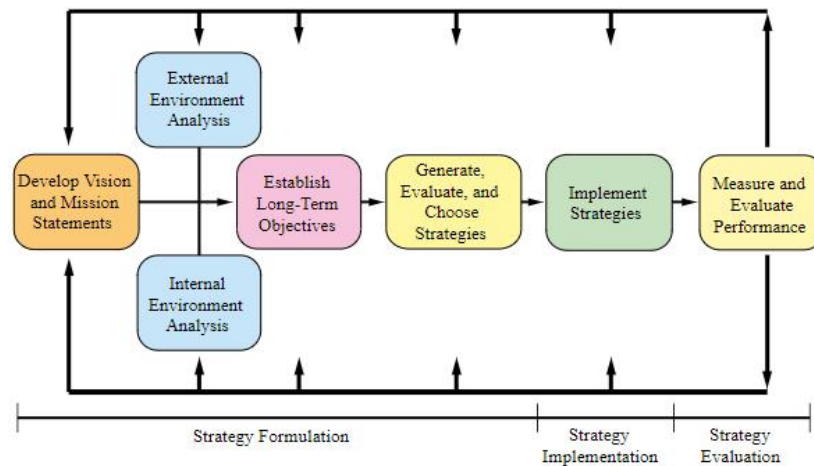 External
Environment
Analysis
Develop Vision
and Mission
Statements
Establish
Long-Term
Objectives
Generate,
Evaluate, and
Choose
Strategies
Implement
Strategies
Measure and
Evaluate
Performance
Internal
Environment
Analysis
Strategy Formulation
Strategy
Implementation
Strategy
Evaluation